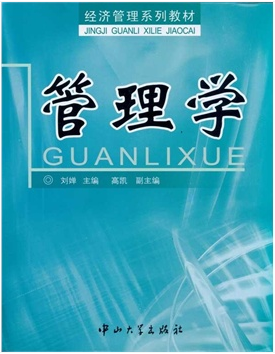 经济管理系列教材
JINGJI GUANLI XILIE JIAOCAI
管理学
GUANLIXUE
◎ 刘婵 主编 高凯 副主编
中山大学出版社